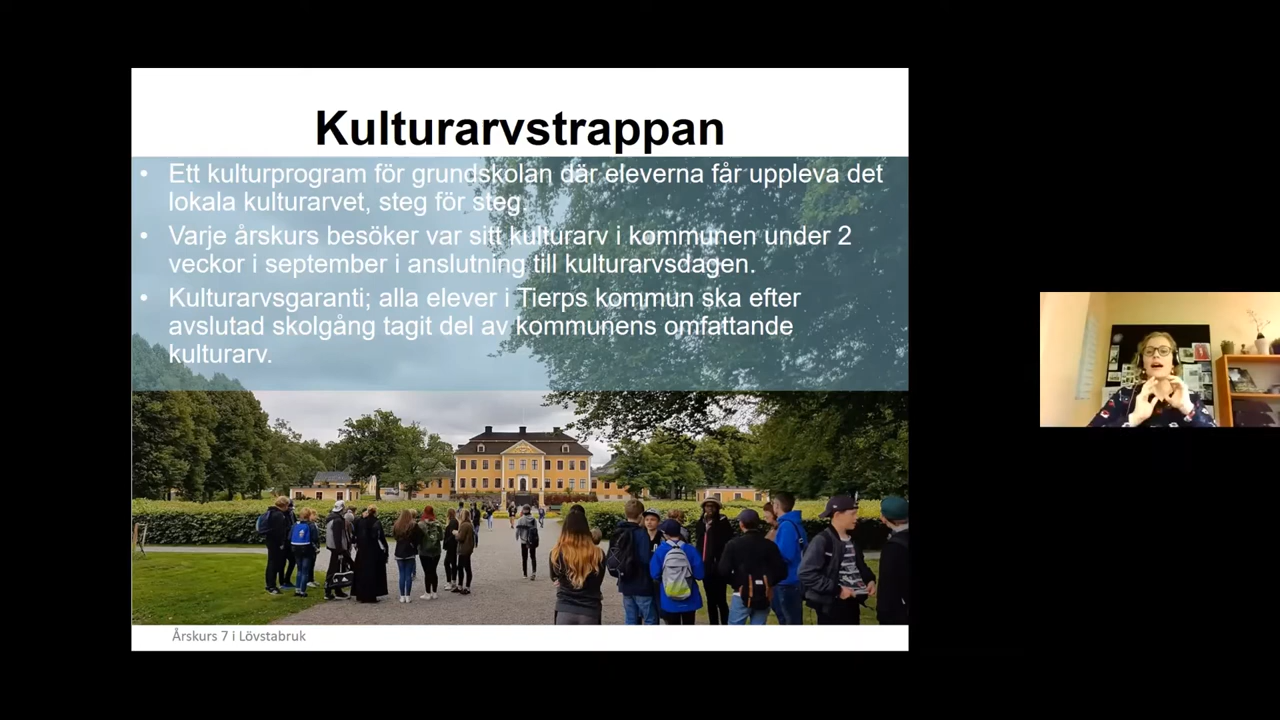 Kulturarvstrappan
• Ett kulturprogram för grundskolan där eleverna får uppleva det
lokala kulturarvet, steg för steg.
• Varje årskurs besöker var sitt kulturarv i kommunen under 2
veckor i september i anslutning till kulturarvsdagen.
• Kulturarvsgaranti; alla elever i Tierps kommun ska efter
avslutad skolgång tagit del av kommunens omfattande
kulturarv.
Årskurs 7 i Lövstabruk